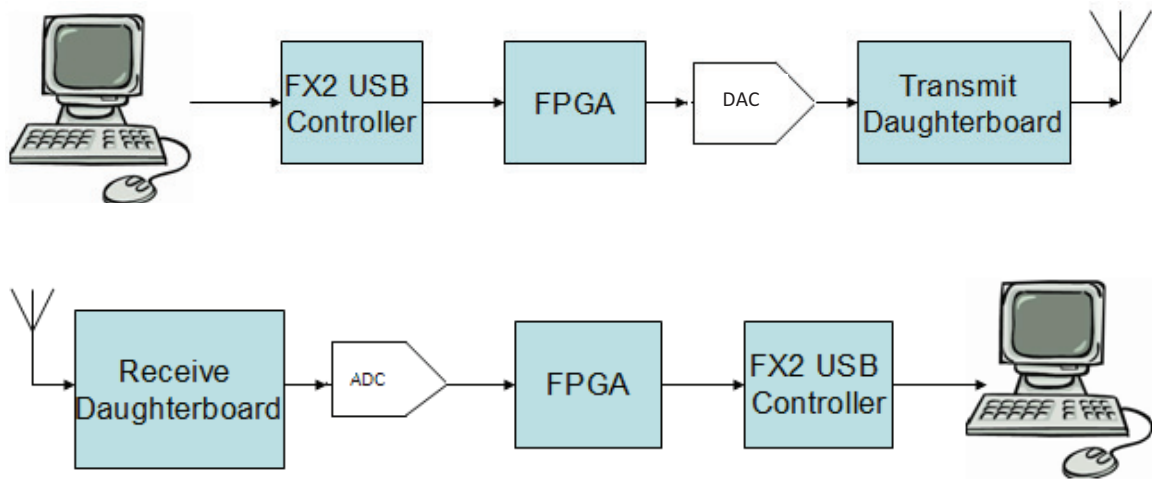 FX2 USB
Controller
FPGA
DAC
Transmit
Daughterboard
Receive
Daughterboard
ADC
FPGA
FX2 USB
Controller